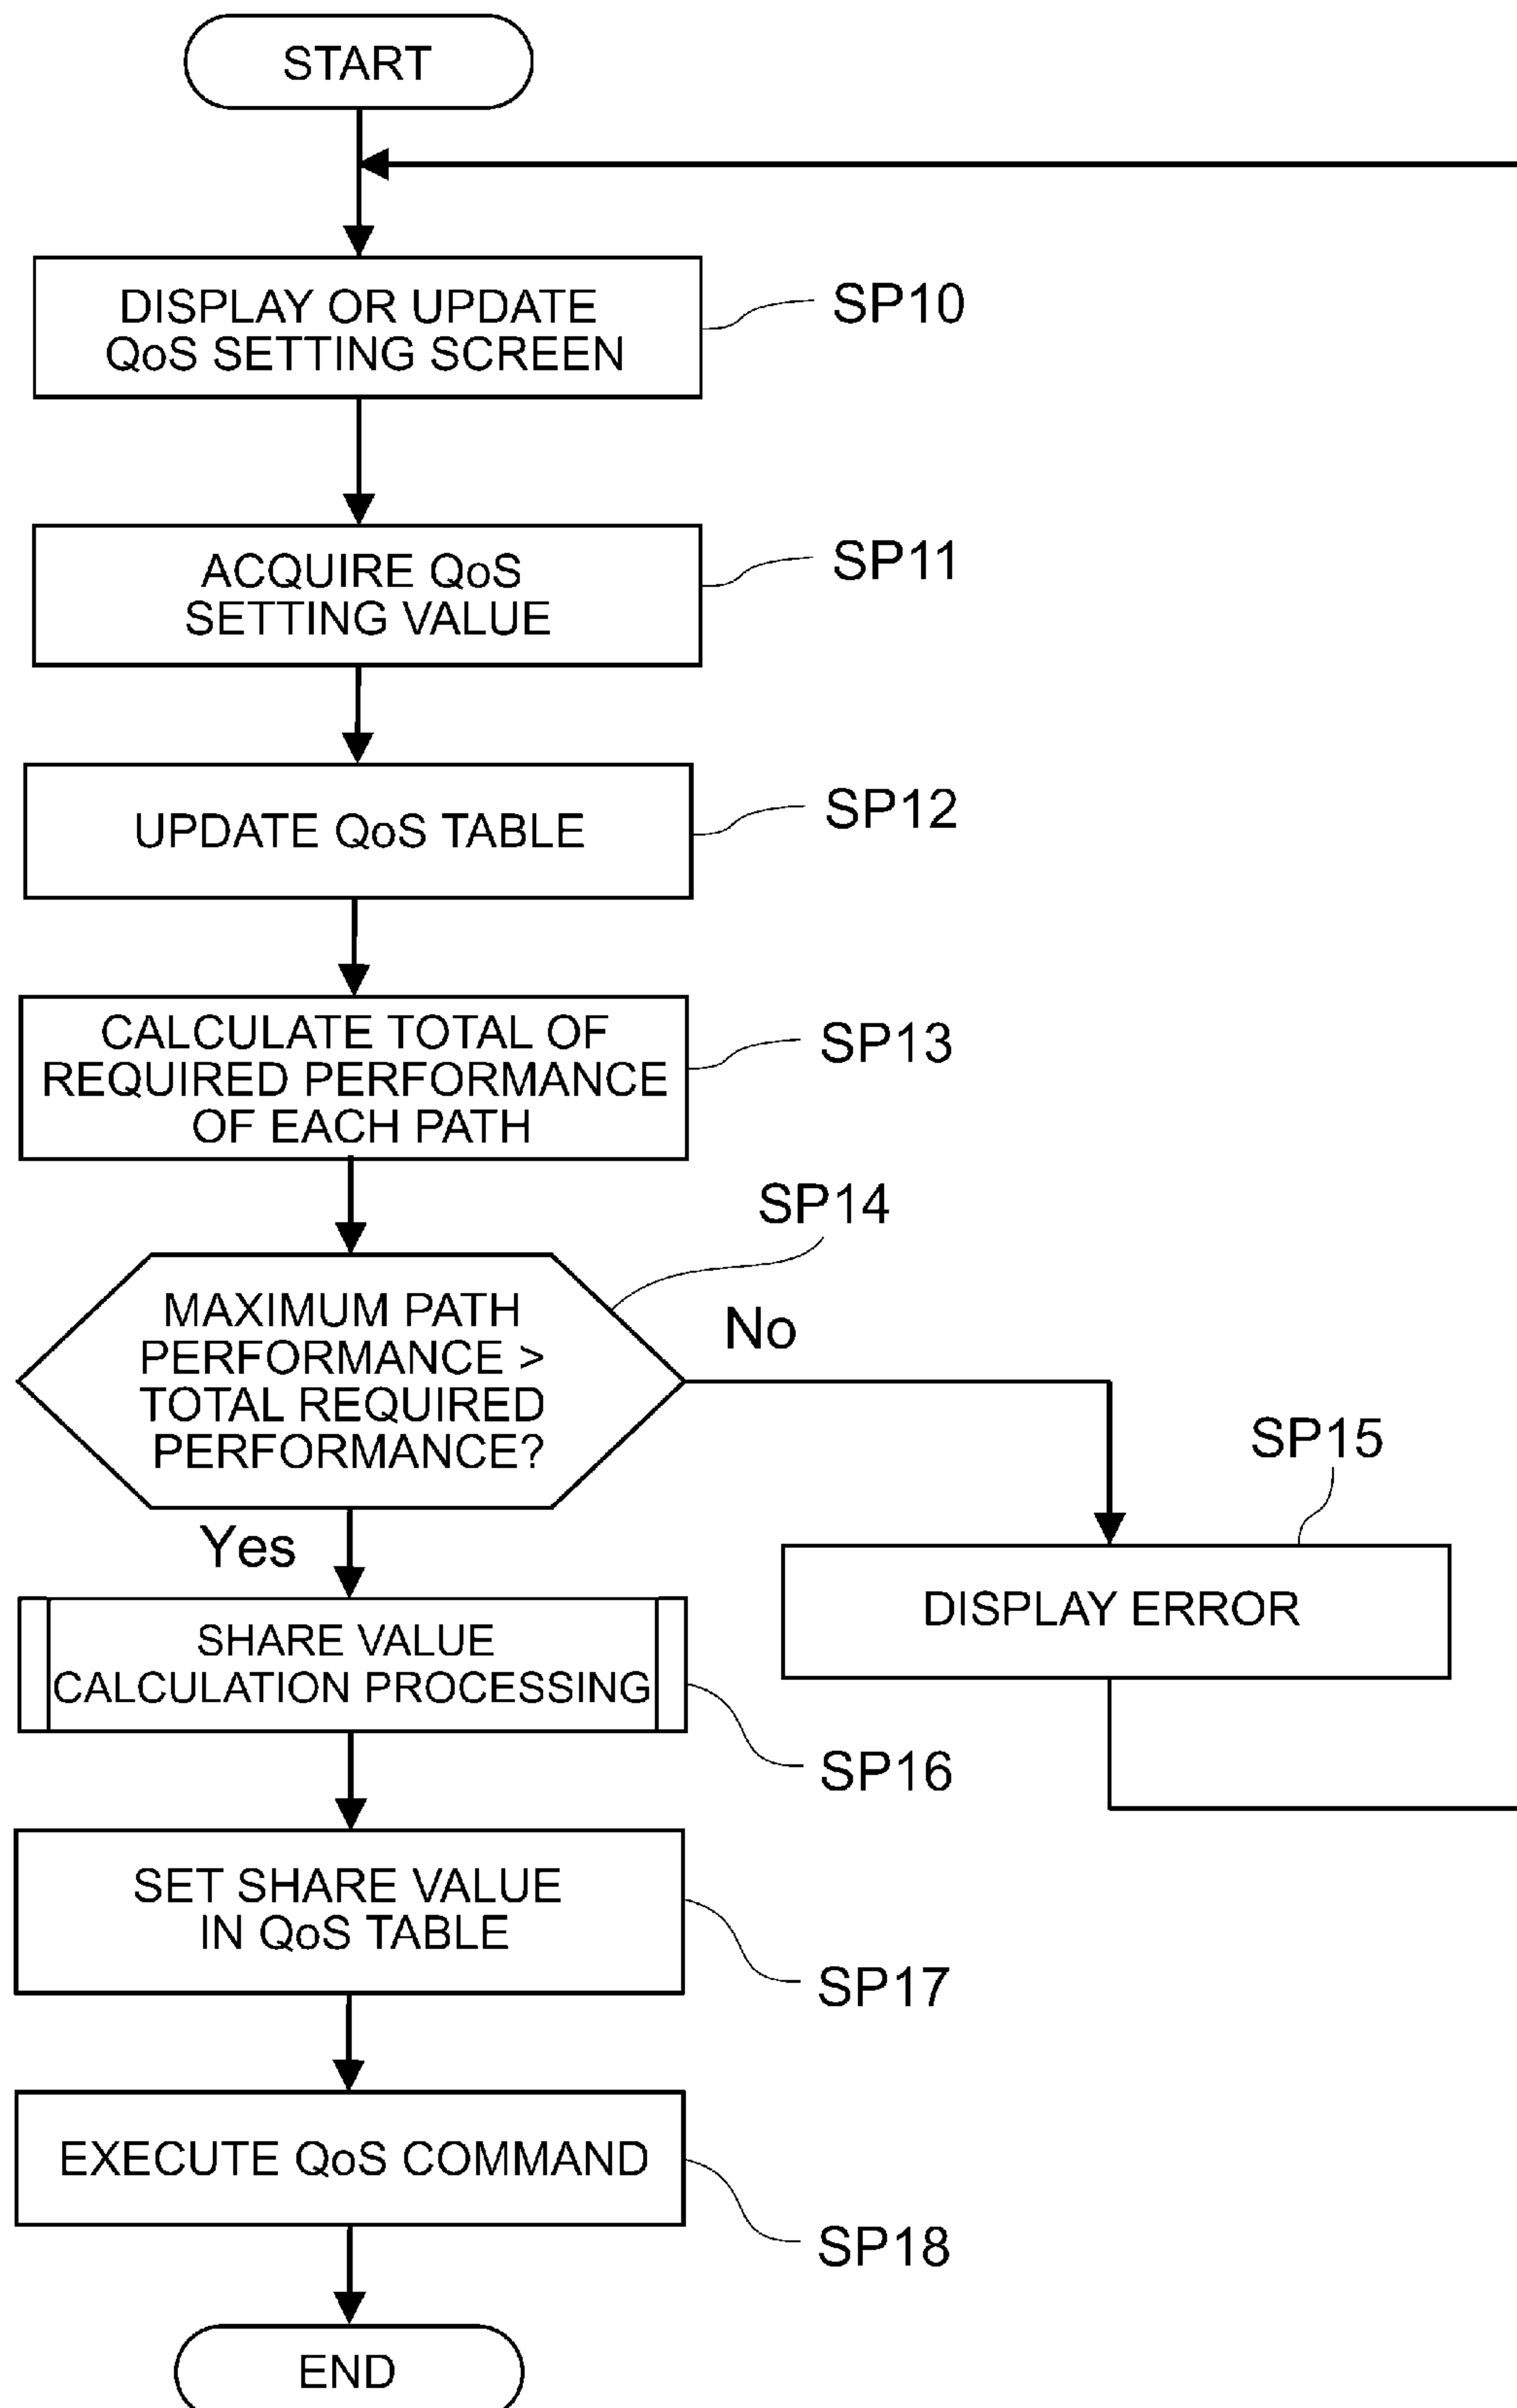 START
DISPLAY OR UPDATE
QoS SETTING SCREEN
SP10
ACQUIRE QoS
SETTING VALUE
SP11
UPDATE QoS TABLE
SP12
CALCULATE TOTAL OF
REQUIRED PERFORMANCE
OF EACH PATH
SP13
SP14
MAXIMUM PATH
PERFORMANCE >
TOTAL REQUIRED
PERFORMANCE?
No
Yes
SP15
DISPLAY ERROR
SHARE VALUE
CALCULATION PROCESSING
SP16
SET SHARE VALUE
IN QoS TABLE
SP17
EXECUTE QoS COMMAND
SP18
END